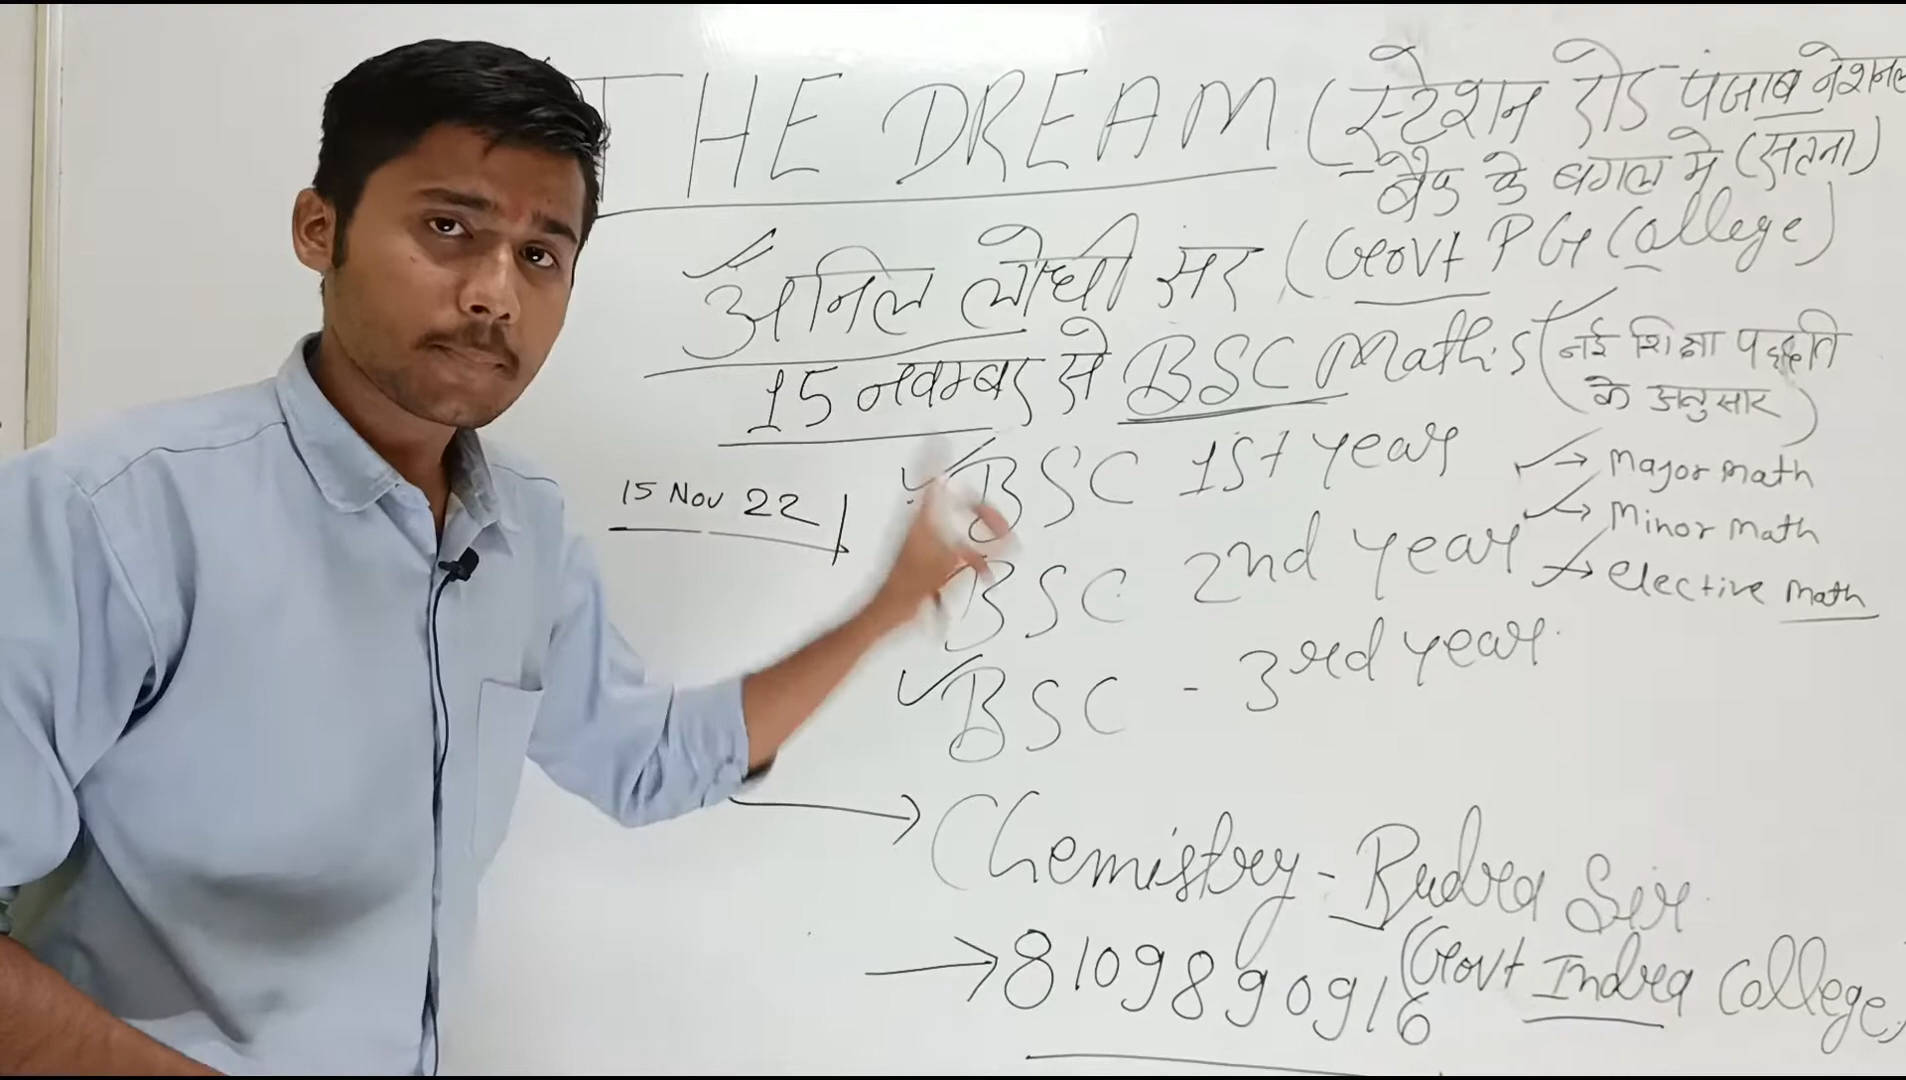 THE DREAM (स्टेशन रोड पंजाब नेशनल
बैंक के बगल में (सतना)
अनिल लोधी सर (Govt PG College)
15 नवम्बर से BSC Maths (नई शिक्षा पद्धति
के अनुसार)
15 Nov 22
BSC 1st year
→ Major math
→ Minor math
BSC 2nd year
→ elective math
BSC - 3rd year
→ Chemistry - Rudra Sir
(Govt Indra College)
→ 8109890916